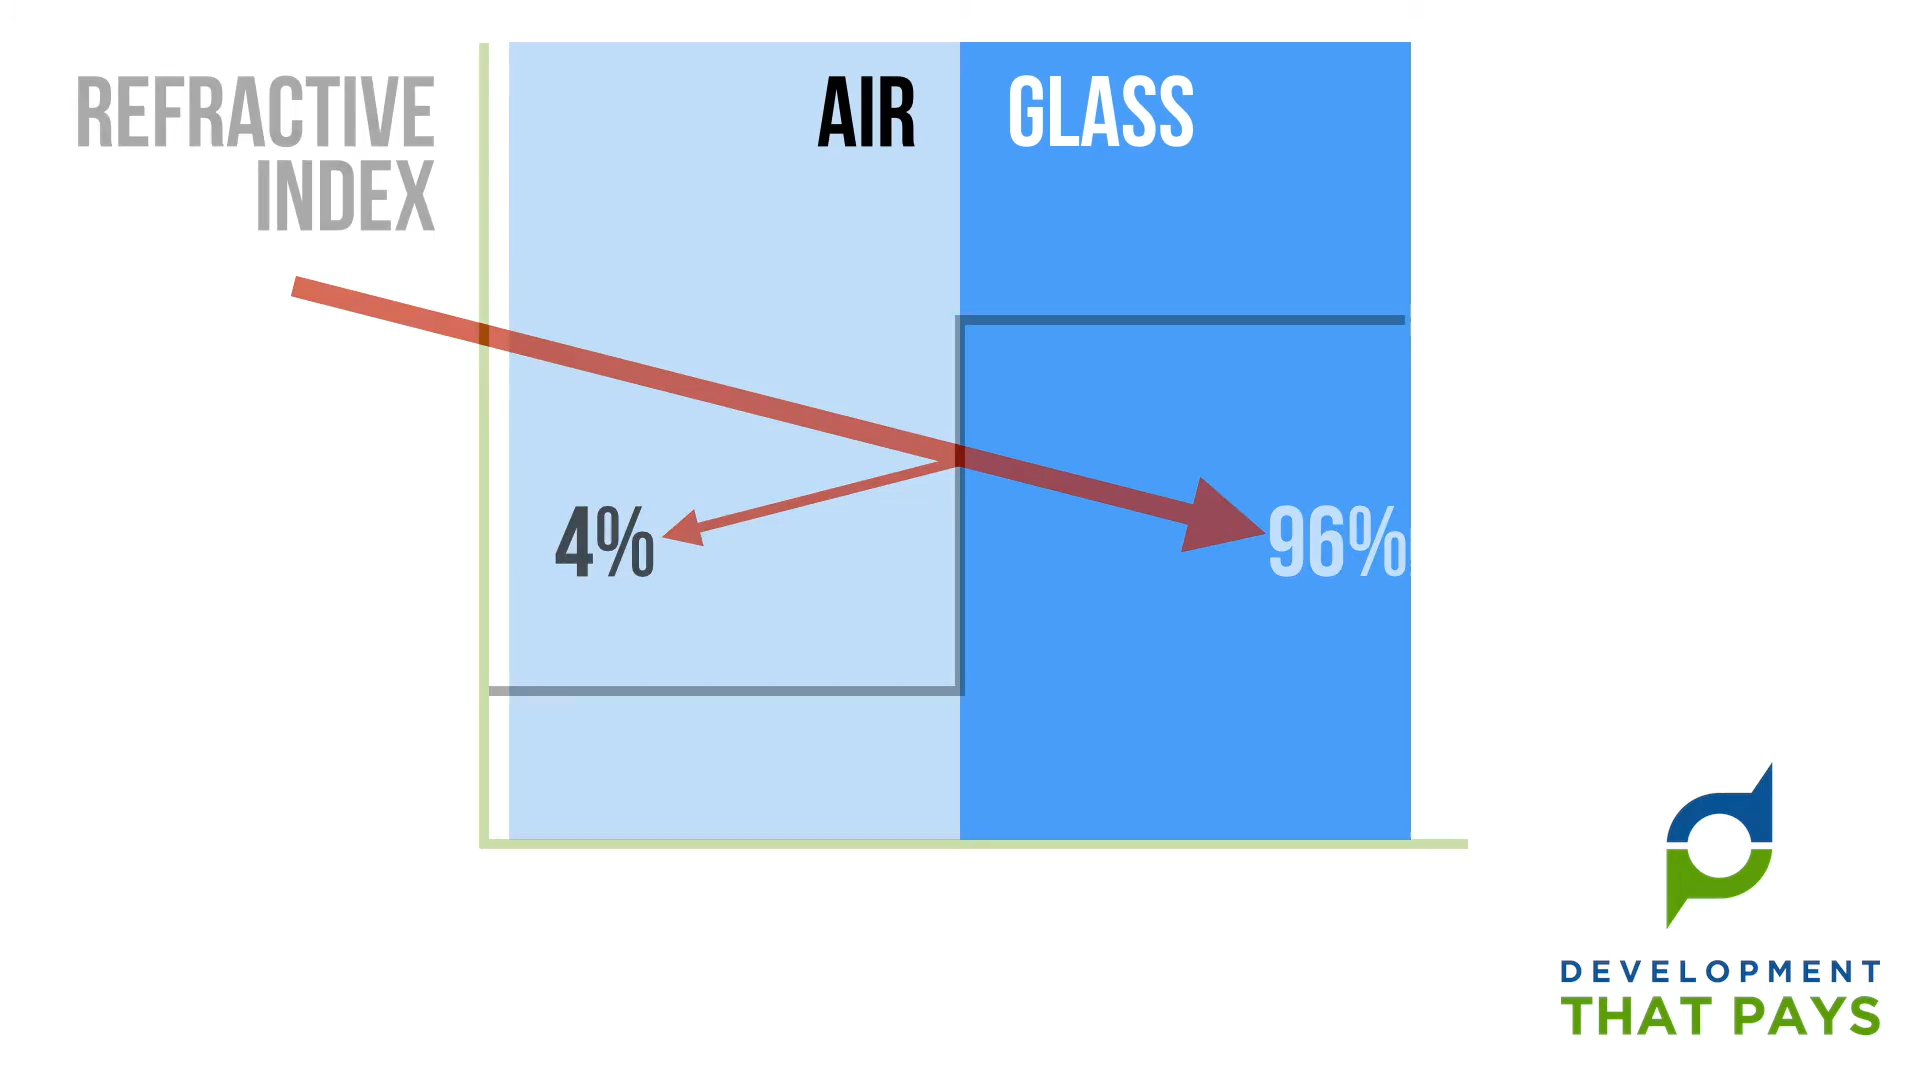 REFRACTIVE
INDEX
AIR
GLASS
4%
96%
DEVELOPMENT
THAT PAYS